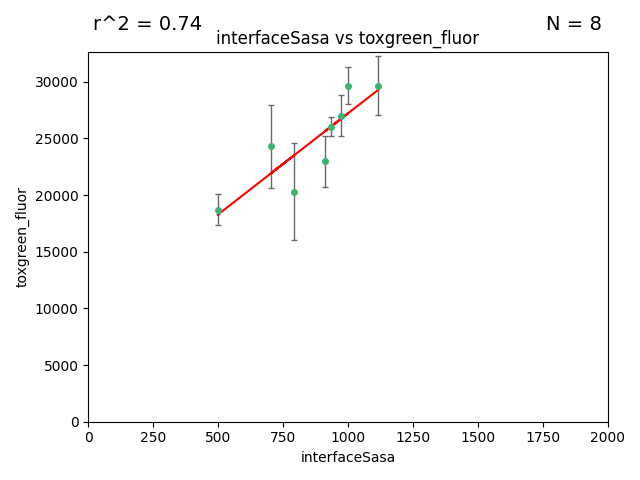 r^2 = 0.74
N = 8
interfaceSasa vs toxgreen_fluor
30000
25000
20000
15000
10000
5000
0
toxgreen_fluor
0 250 500 750 1000 1250 1500 1750 2000
interfaceSasa